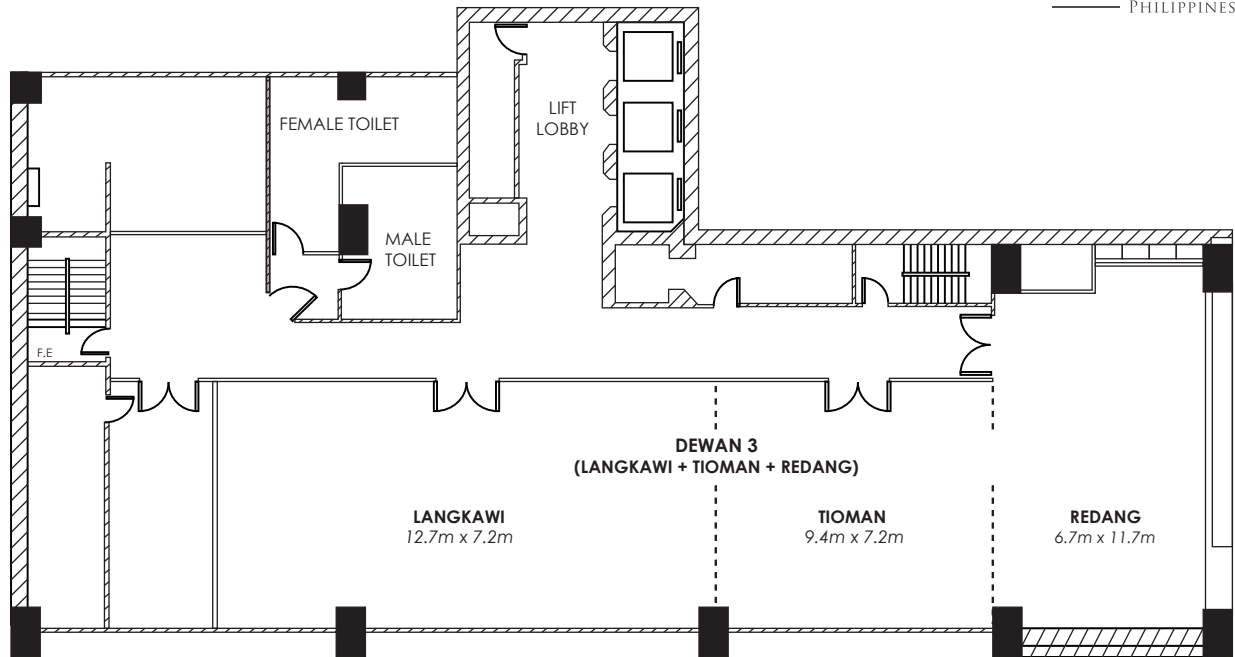 PHILIPPINES
LIFT
LOBBY
FEMALE TOILET
MALE
TOILET
F.E
DEWAN 3
(LANGKAWI + TIOMAN + REDANG)
LANGKAWI
12.7m x 7.2m
TIOMAN
9.4m x 7.2m
REDANG
6.7m x 11.7m